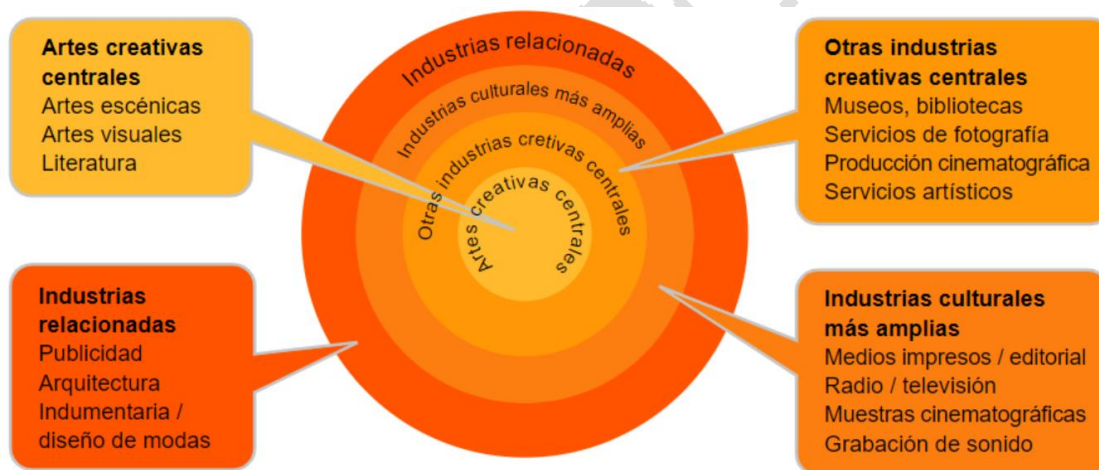 Artes creativas
centrales
Artes escénicas
Artes visuales
Literatura
Industrias relacionadas
Industrias culturales más amplias
Otras industrias cretivas centrales
Artes creativas centrales
Otras industrias
creativas centrales
Museos, bibliotecas
Servicios de fotografía
Producción cinematográfica
Servicios artísticos
Industrias
relacionadas
Publicidad
Arquitectura
Indumentaria /
diseño de modas
Industrias culturales
más amplias
Medios impresos / editorial
Radio / televisión
Muestras cinematográficas
Grabación de sonido